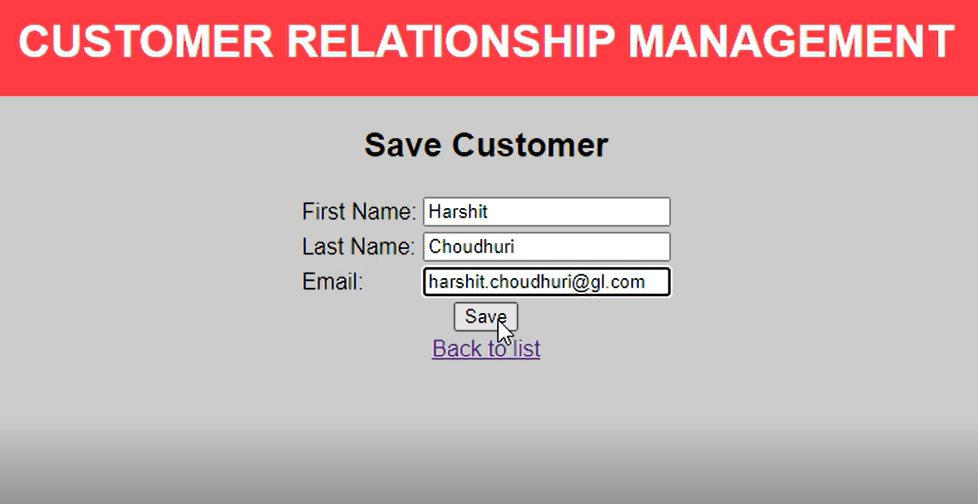 CUSTOMER RELATIONSHIP MANAGEMENT
Save Customer
First Name: Harshit
Last Name: Choudhuri
Email: harshit.choudhuri@gl.com
Save
Back to list